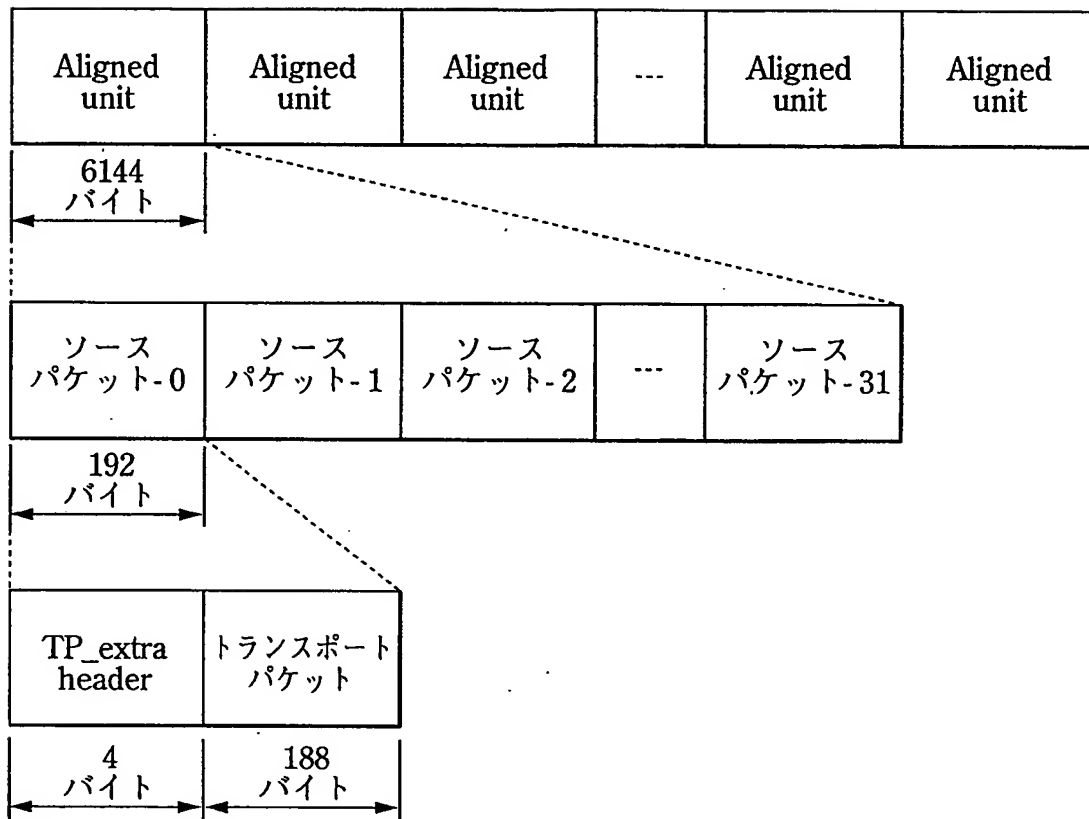 Aligned
unit
Aligned
unit
Aligned
unit
---
Aligned
unit
Aligned
unit
6144
バイト
ソース
パケット-0
ソース
パケット-1
ソース
パケット-2
---
ソース
パケット-31
192
バイト
TP_extra
header
トランスポート
パケット
4
バイト
188
バイト